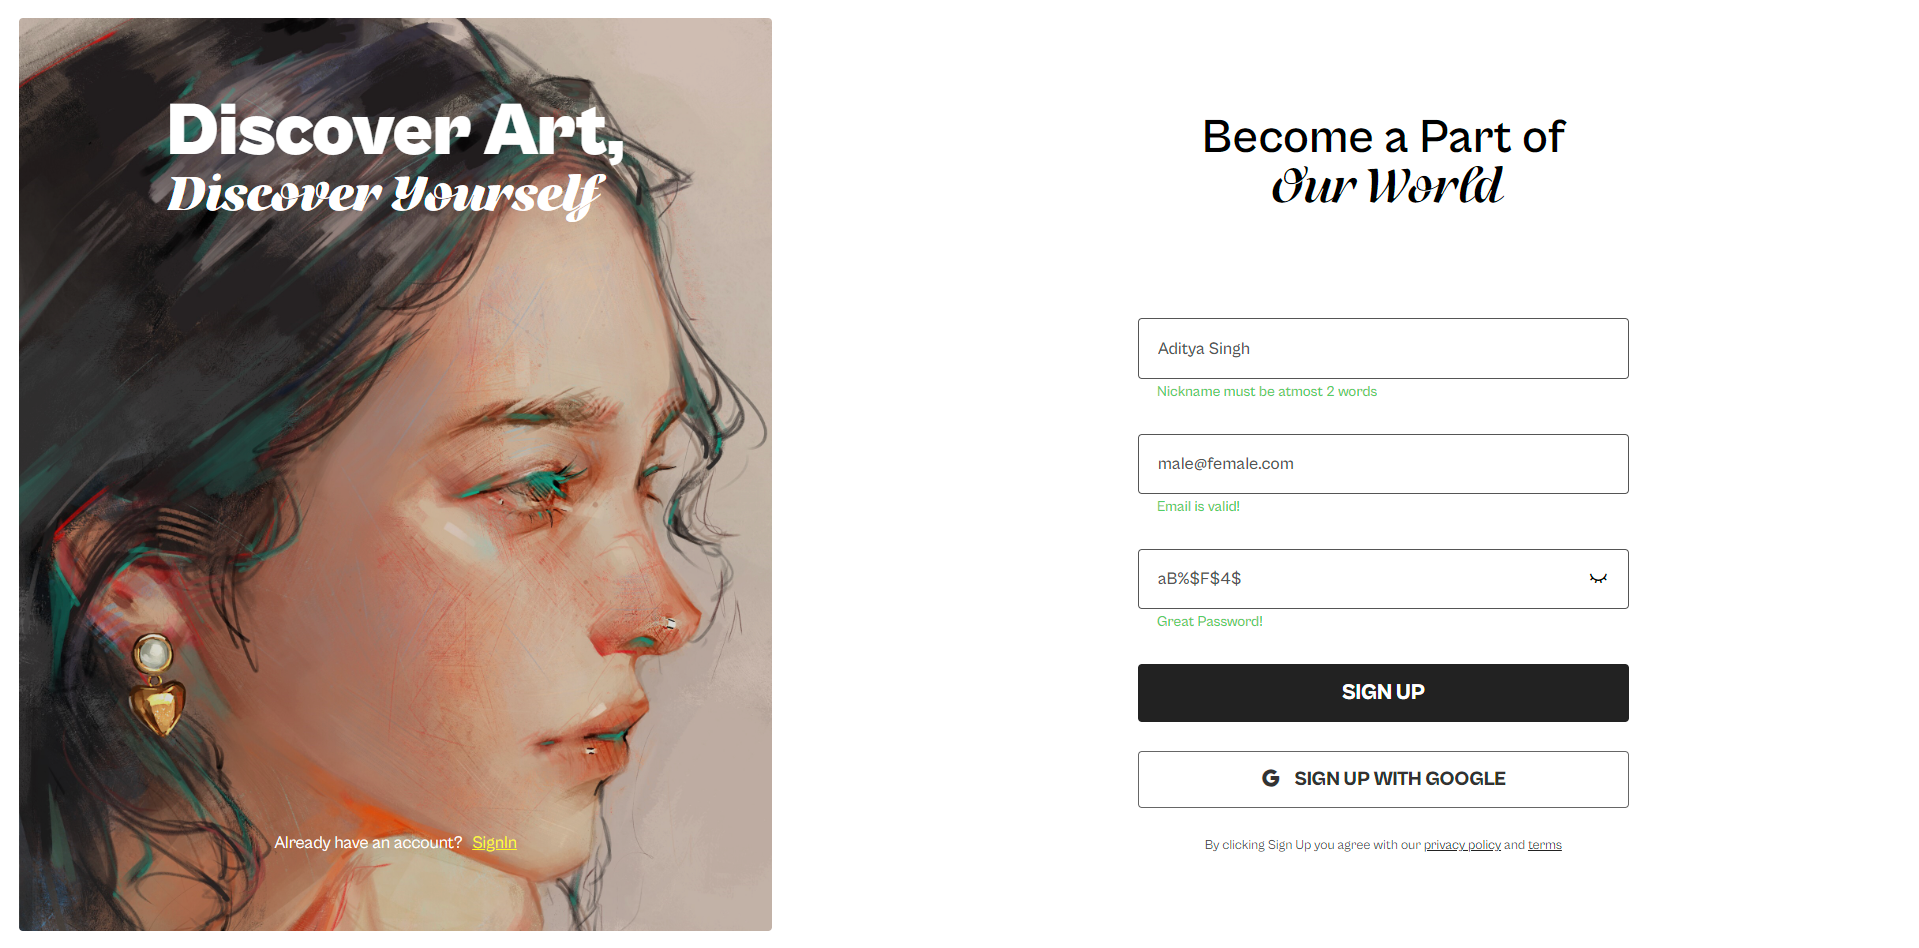 Discover Art,
Discover Yourself
Already have an account? SignIn
Become a Part of
Our World
Aditya Singh
Nickname must be atmost 2 words
male@female.com
Email is valid!
aB%$F$4$
Great Password!
SIGN UP
G SIGN UP WITH GOOGLE
By clicking Sign Up you agree with our privacy policy and terms